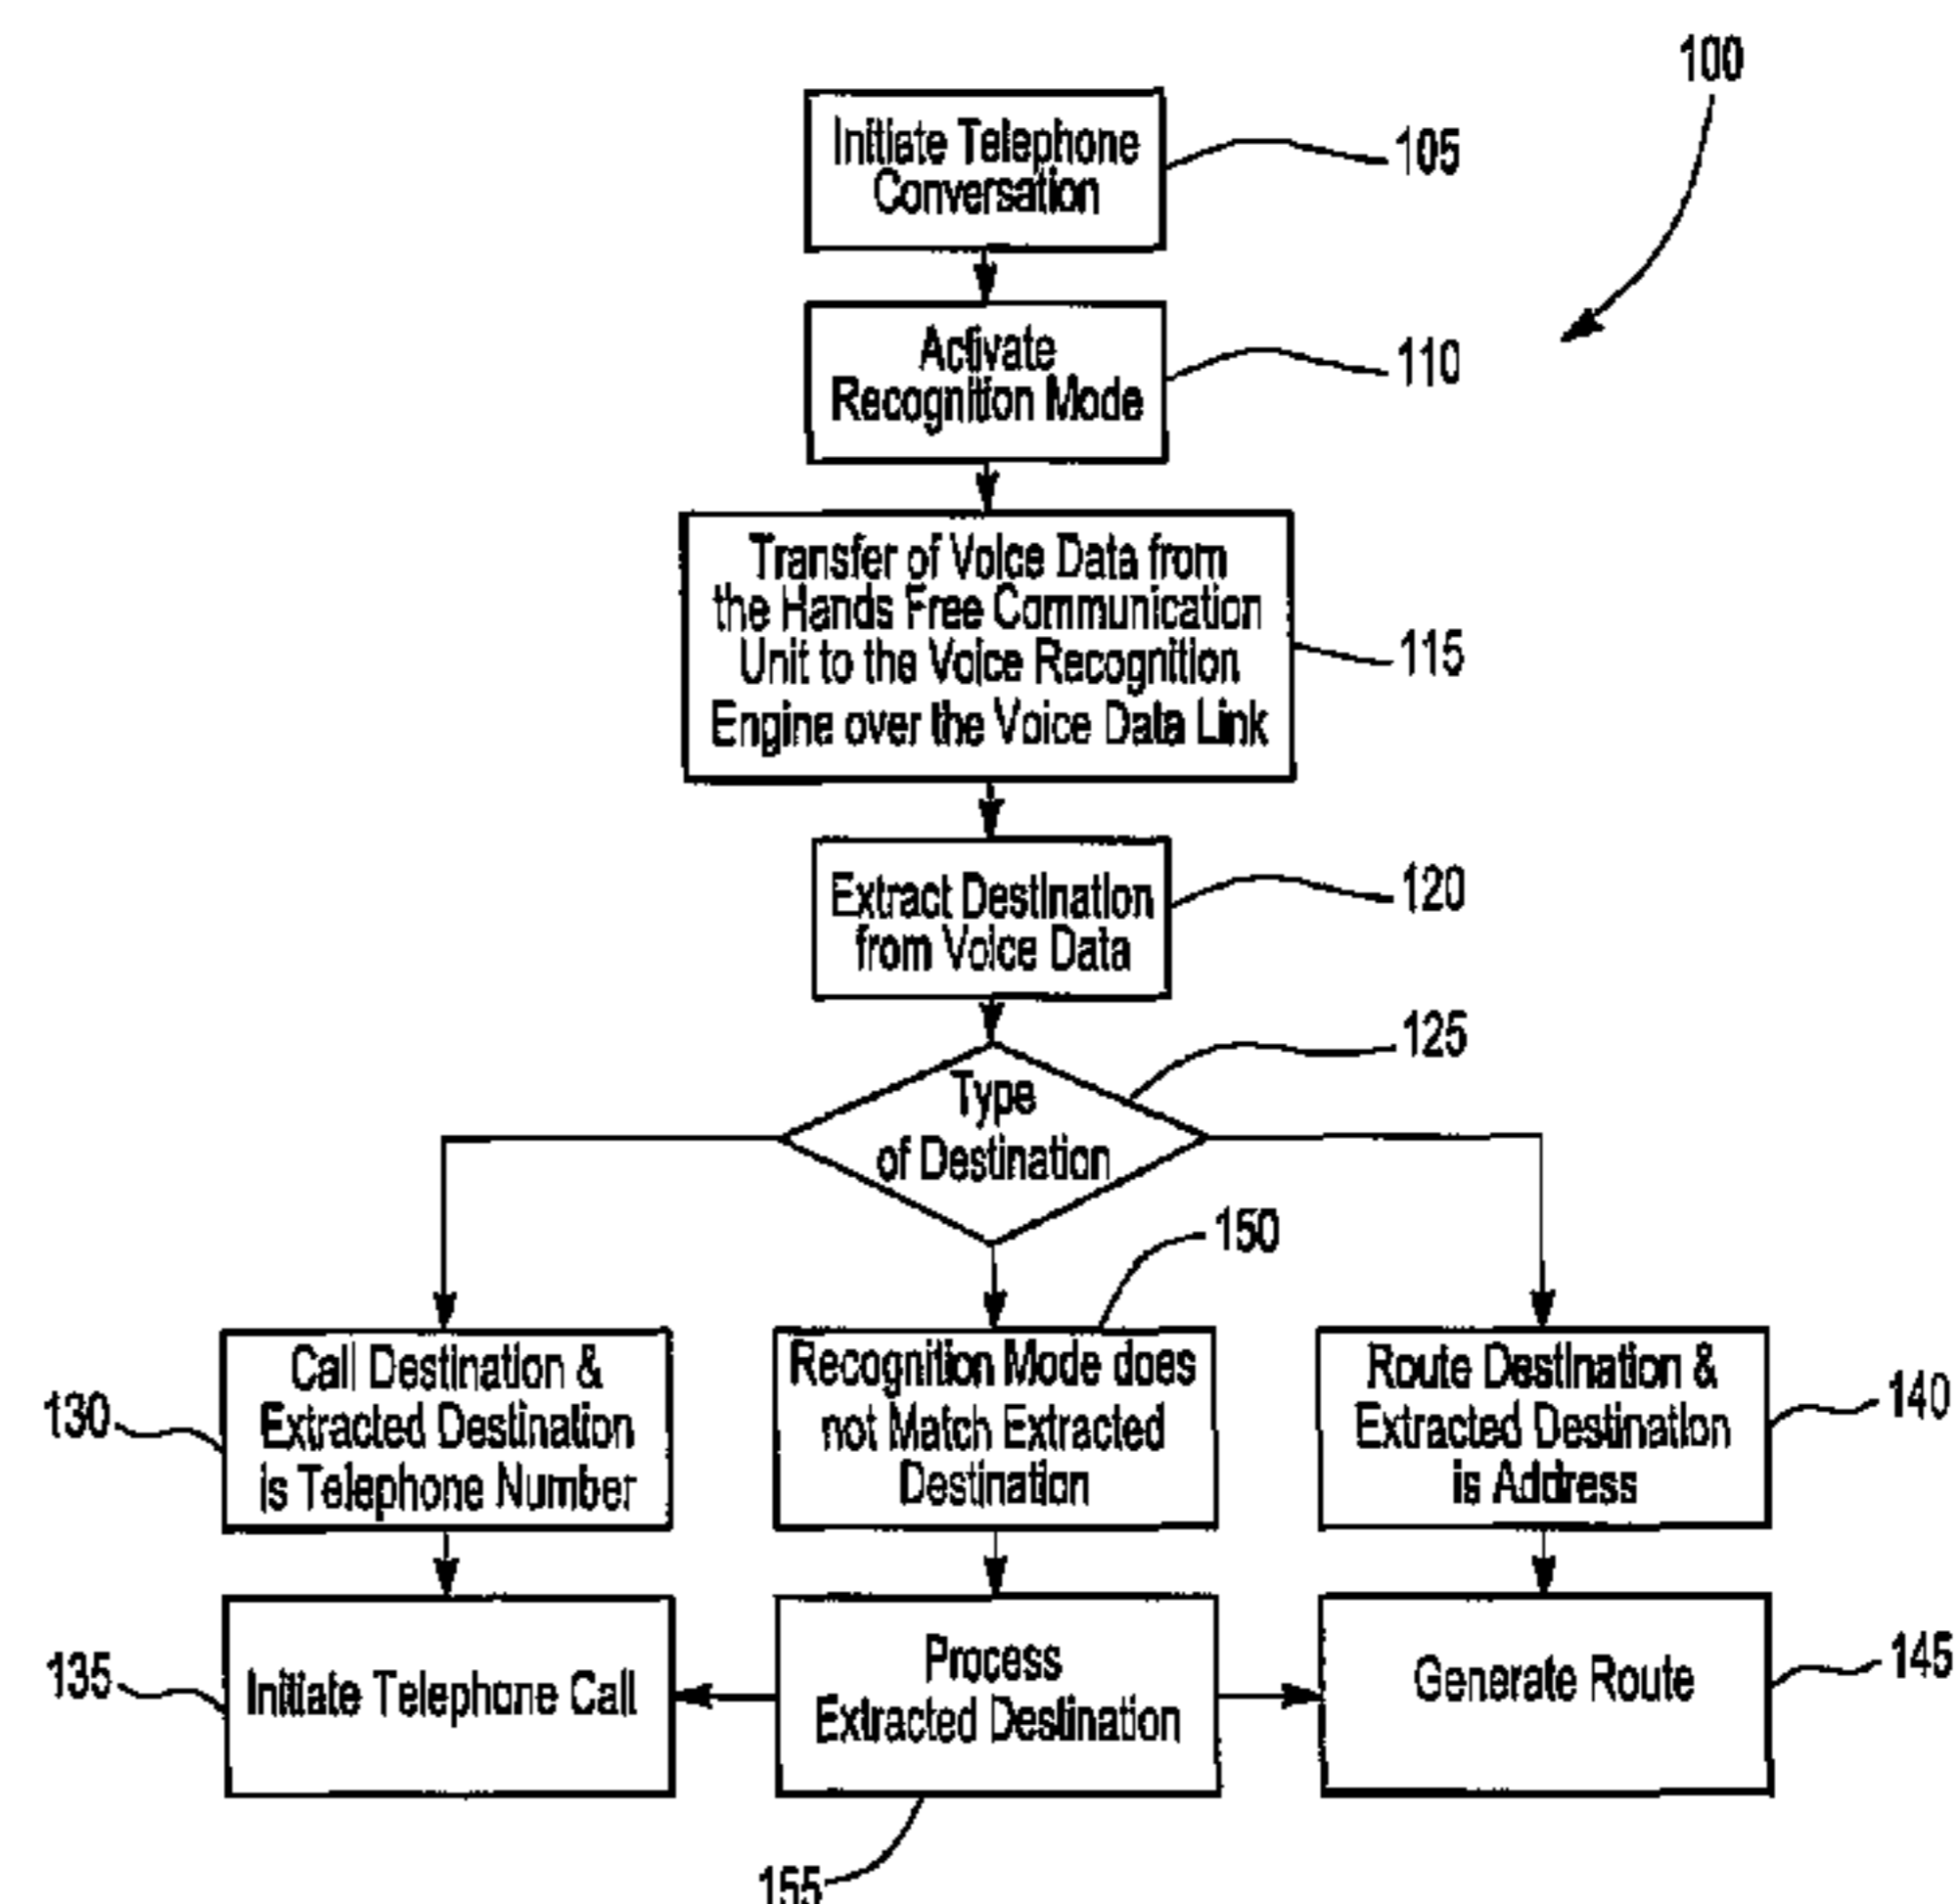 100
Initiate Telephone
Conversation
105
Activate
Recognition Mode
110
Transfer of Voice Data from
the Hands Free Communication
Unit to the Voice Recognition
Engine over the Voice Data Link
115
Extract Destination
from Voice Data
120
125
Type
of Destination
150
130
Call Destination &
Extracted Destination
is Telephone Number
Recognition Mode does
not Match Extracted
Destination
Route Destination &
Extracted Destination
is Address
140
135
Initiate Telephone Call
Process
Extracted Destination
Generate Route
145
155